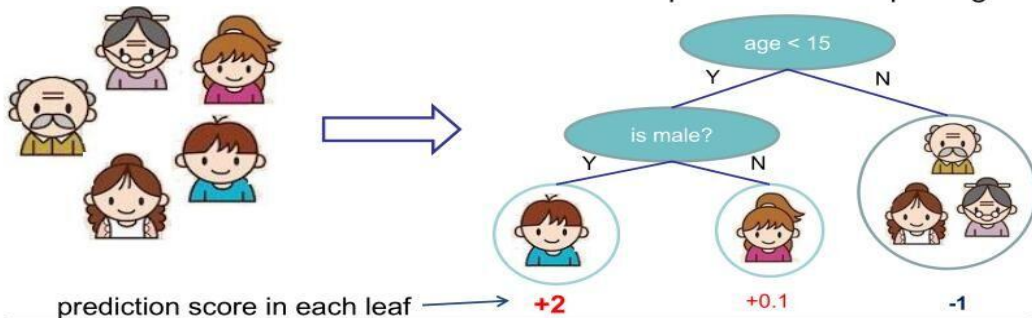 age < 15
Y
N
is male?
Y
N
prediction score in each leaf
+2
+0.1
-1